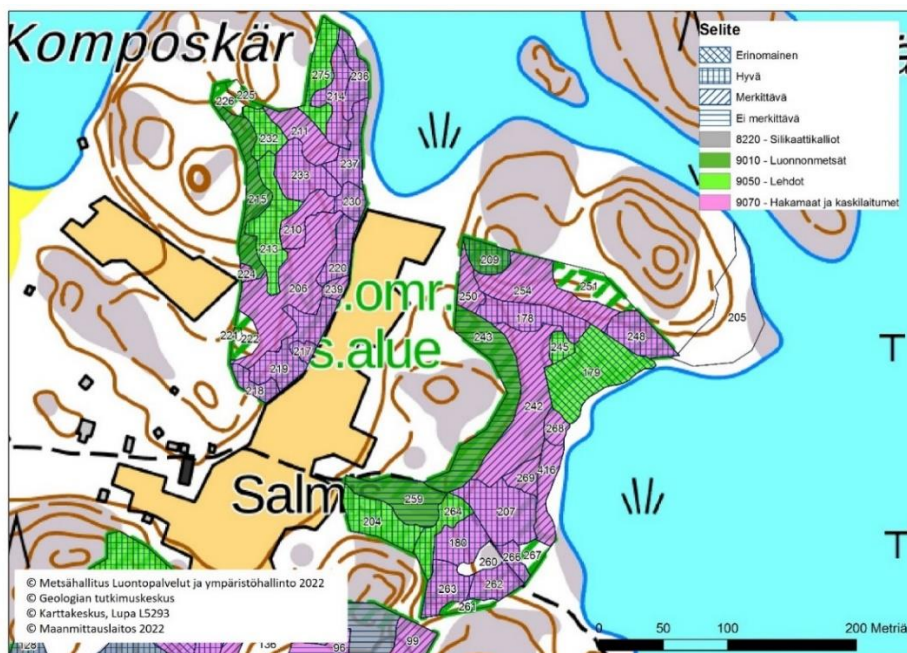 Komposkär
Selite
Erinomainen
Hyvä
Merkittävä
Ei merkittävä
8220 - Silikaattikalliot
9010 - Luonnonmetsät
9050 - Lehdot
9070 - Hakamaat ja kaskilaitumet
275
238
214
225
226
232
211
233
237
215
230
210
213
224
220
206
239
221
222
217
219
218
.omr.
s.alue
209
251
254
250
178
205
243
248
245
179
242
268
416
269
Salm
259
264
204
207
180
260
266
267
263
262
261
T
T
© Metsähallitus Luontopalvelut ja ympäristöhallinto 2022
© Geologian tutkimuskeskus
© Karttakeskus, Lupa L5293
© Maanmittauslaitos 2022
128
136
96
99
0 50 100 200 Metriä